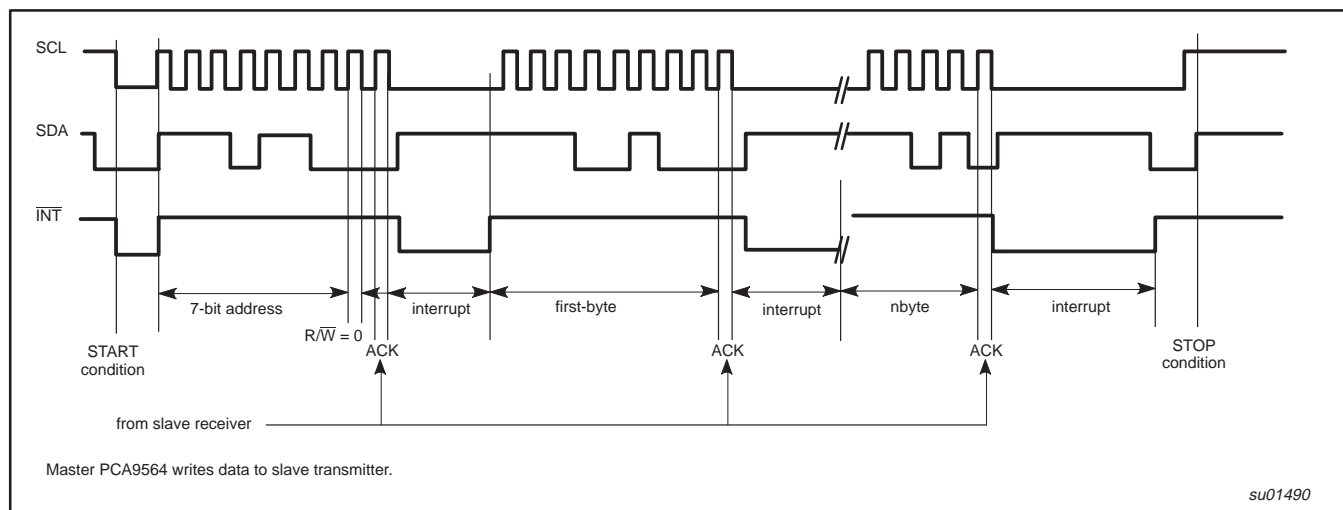 SCL
SDA
INT
7-bit address
interrupt
first-byte
interrupt
nbyte
interrupt
R/W = 0
START
condition
ACK
ACK
ACK
STOP
condition
from slave receiver
Master PCA9564 writes data to slave transmitter.
su01490